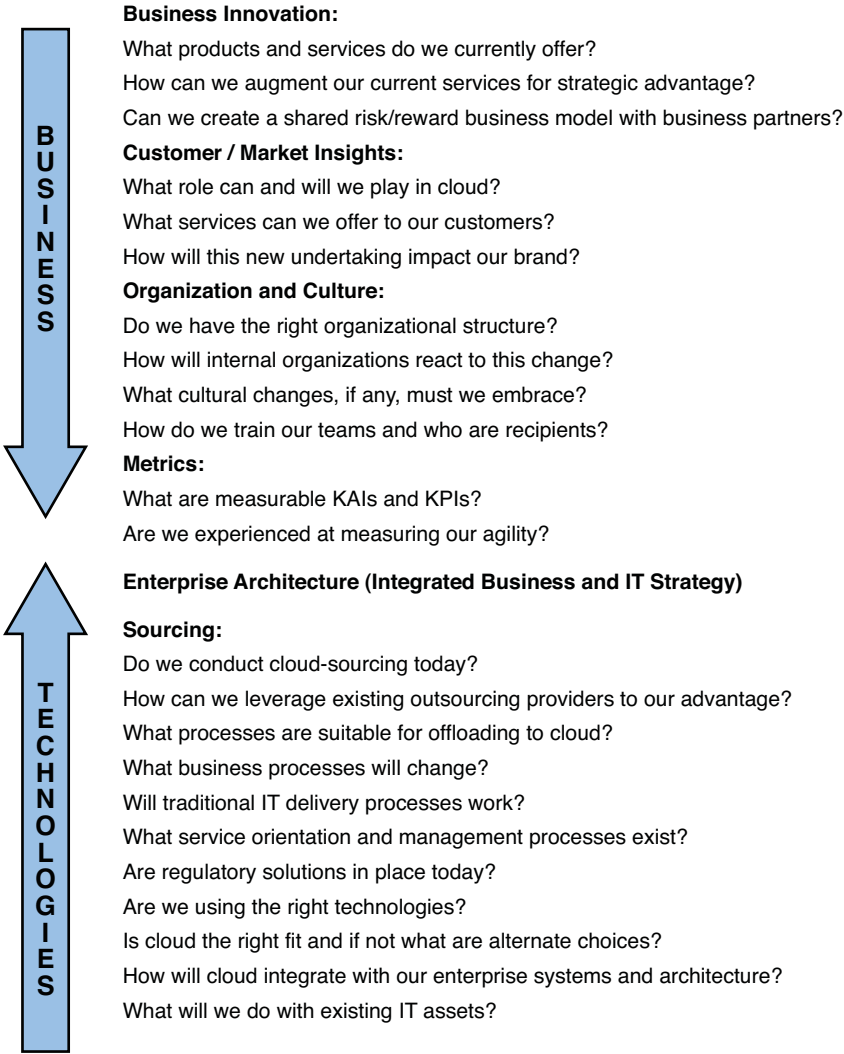 Business Innovation:
What products and services do we currently offer?
How can we augment our current services for strategic advantage?
Can we create a shared risk/reward business model with business partners?
Customer / Market Insights:
What role can and will we play in cloud?
What services can we offer to our customers?
How will this new undertaking impact our brand?
Organization and Culture:
Do we have the right organizational structure?
How will internal organizations react to this change?
What cultural changes, if any, must we embrace?
How do we train our teams and who are recipients?
Metrics:
What are measurable KAIs and KPIs?
Are we experienced at measuring our agility?
BUSINESS
Enterprise Architecture (Integrated Business and IT Strategy)
Sourcing:
Do we conduct cloud-sourcing today?
How can we leverage existing outsourcing providers to our advantage?
What processes are suitable for offloading to cloud?
What business processes will change?
Will traditional IT delivery processes work?
What service orientation and management processes exist?
Are regulatory solutions in place today?
Are we using the right technologies?
Is cloud the right fit and if not what are alternate choices?
How will cloud integrate with our enterprise systems and architecture?
What will we do with existing IT assets?
TECHNOLOGIES